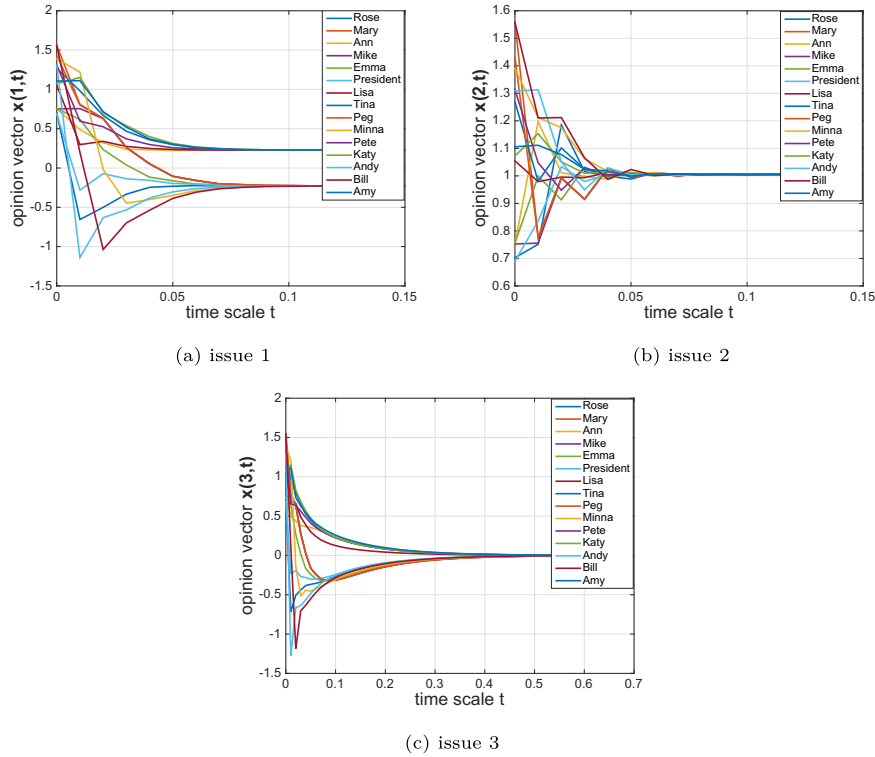 2
1.5
1
0.5
0
-0.5
-1
-1.5
0
0.05
0.1
0.15
opinion vector x(1,t)
time scale t
Rose
Mary
Ann
Mike
Emma
President
Lisa
Tina
Peg
Minna
Pete
Katy
Andy
Bill
Amy
(a) issue 1
1.6
1.5
1.4
1.3
1.2
1.1
1
0.9
0.8
0.7
0.6
0
0.05
0.1
0.15
opinion vector x(2,t)
time scale t
Rose
Mary
Ann
Mike
Emma
President
Lisa
Tina
Peg
Minna
Pete
Katy
Andy
Bill
Amy
(b) issue 2
2
1.5
1
0.5
0
-0.5
-1
-1.5
0
0.1
0.2
0.3
0.4
0.5
0.6
0.7
opinion vector x(3,t)
time scale t
Rose
Mary
Ann
Mike
Emma
President
Lisa
Tina
Peg
Minna
Pete
Katy
Andy
Bill
Amy
(c) issue 3